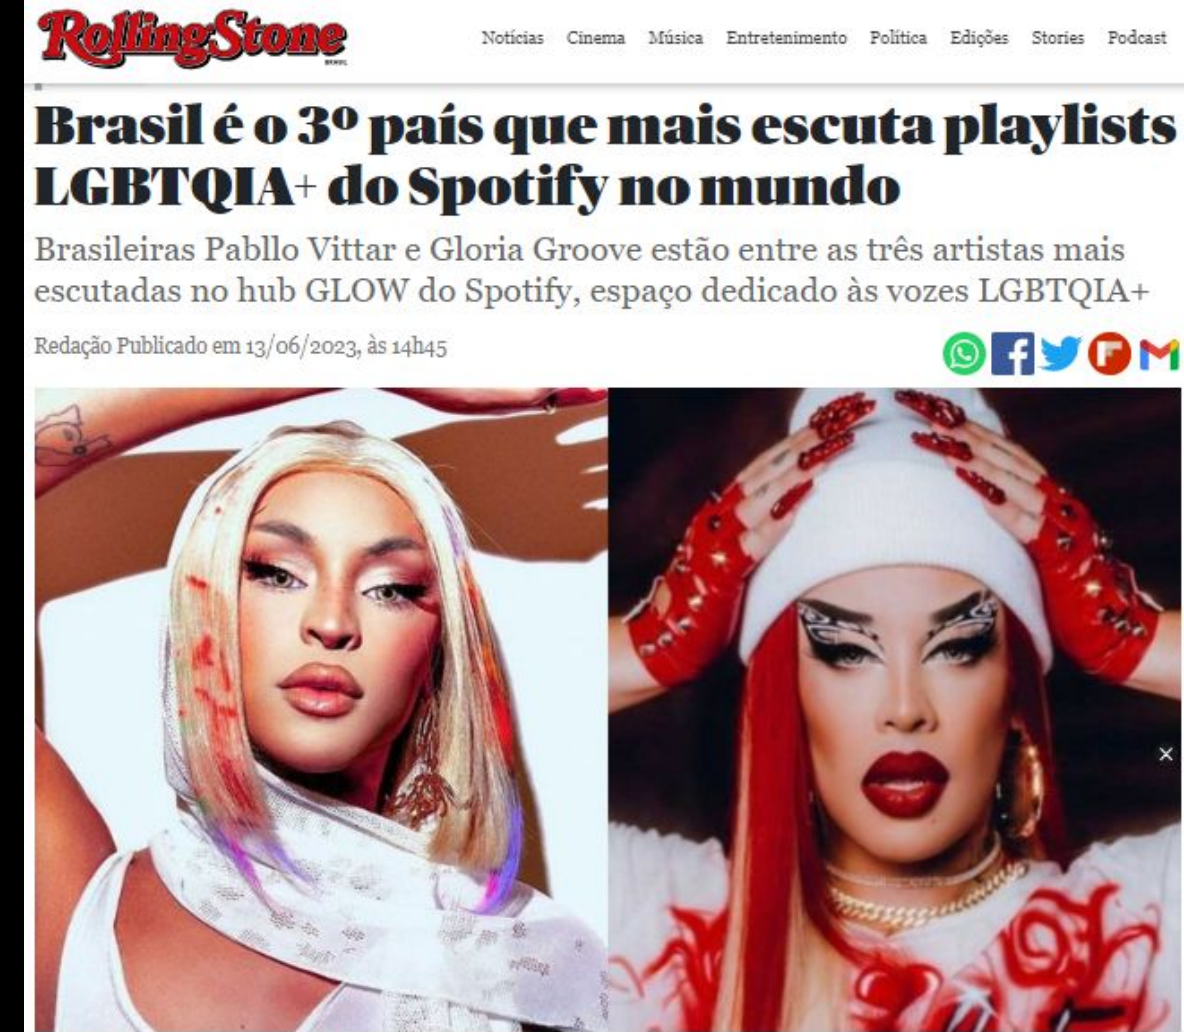 RollingStone
BRASIL
Notícias Cinema Música Entretenimento Política Edições Stories Podcast
Brasil é o 3º país que mais escuta playlists
LGBTQIA+ do Spotify no mundo
Brasileiras Pabllo Vittar e Gloria Groove estão entre as três artistas mais
escutadas no hub GLOW do Spotify, espaço dedicado às vozes LGBTQIA+
Redação Publicado em 13/06/2023, às 14h45